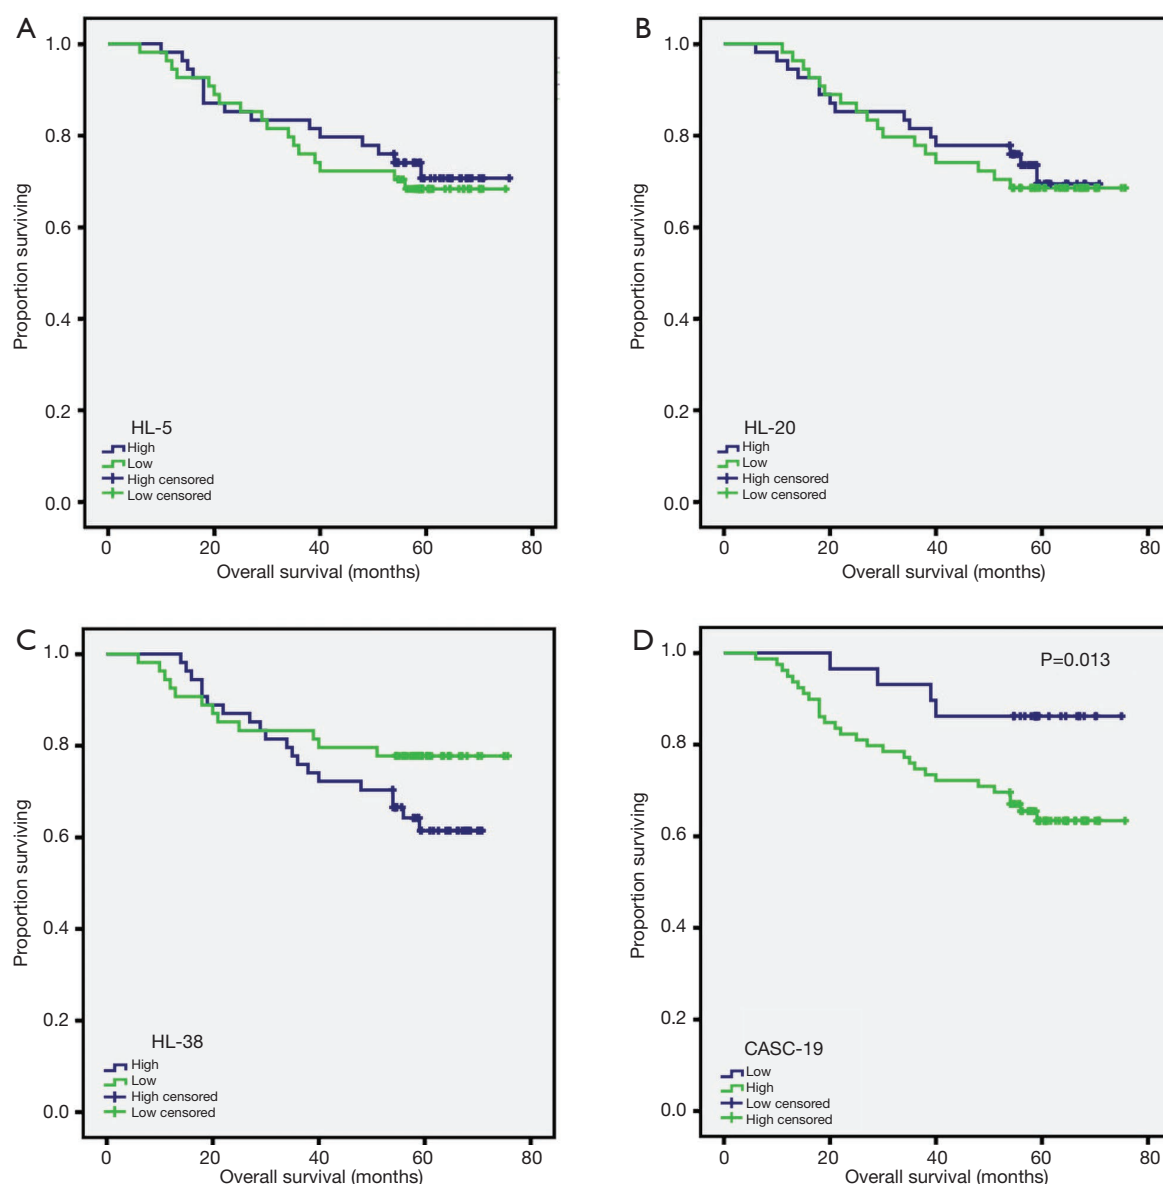 A
1.0
0.8
0.6
0.4
0.2
0.0
Proportion surviving
HL-5
High
Low
High censored
Low censored
0 20 40 60 80
Overall survival (months)
B
1.0
0.8
0.6
0.4
0.2
0.0
Proportion surviving
HL-20
High
Low
High censored
Low censored
0 20 40 60 80
Overall survival (months)
C
1.0
0.8
0.6
0.4
0.2
0.0
Proportion surviving
HL-38
High
Low
High censored
Low censored
0 20 40 60 80
Overall survival (months)
D
P=0.013
1.0
0.8
0.6
0.4
0.2
0.0
Proportion surviving
CASC-19
Low
High
Low censored
High censored
0 20 40 60 80
Overall survival (months)